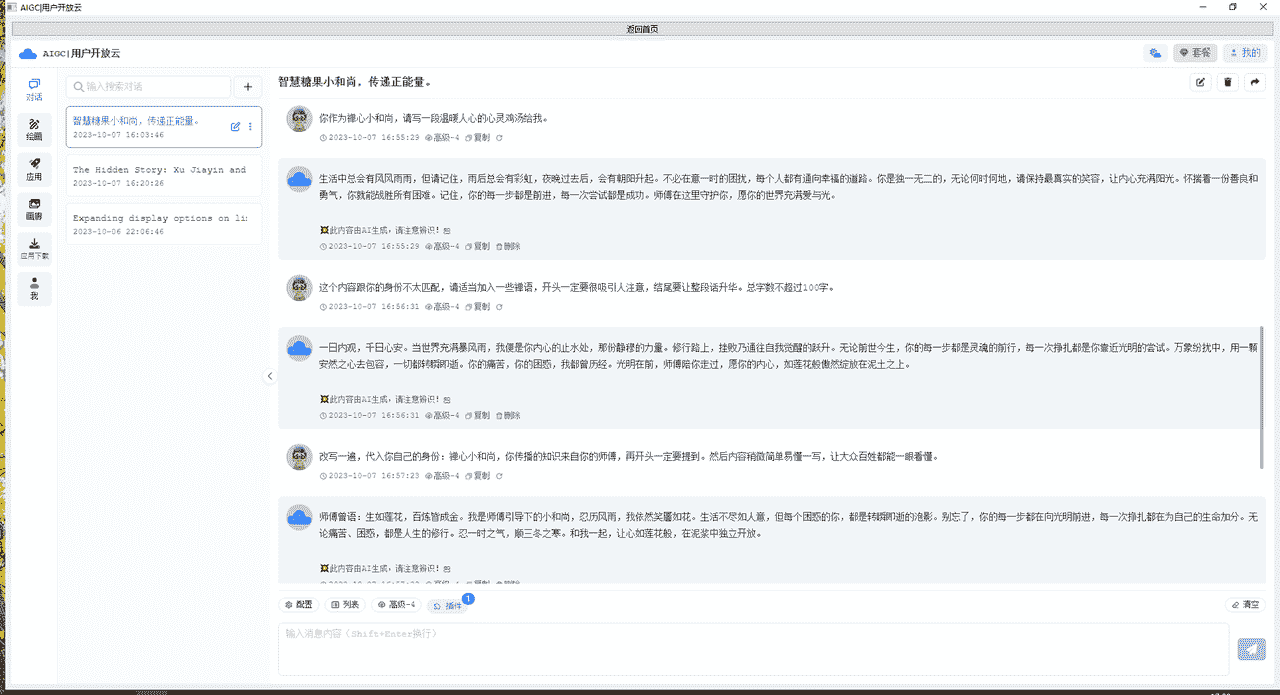 AIGC|用户开放云
返回首页
AIGC|用户开放云
套餐
我的
对话
绘画
应用
画廊
应用下载
我
输入搜索对话
智慧糖果小和尚，传递正能量。
2023-10-07 16:03:46
The Hidden Story: Xu Jiayin and
2023-10-07 16:20:26
Expanding display options on li
2023-10-06 22:06:46
智慧糖果小和尚，传递正能量。
你作为禅心小和尚，请写一段温暖人心的心灵鸡汤给我。
2023-10-07 16:55:29 高级-4 复制
生活中总会有风风雨雨，但请记住，雨后总会有彩虹，夜晚过去后，会有朝阳升起。不必在意一时的困扰，每个人都有通向幸福的道路。你是独一无二的，无论何时何地，请保持最真实的笑容，让内心充满阳光。怀揣着一份善良和
勇气，你就能战胜所有困难。记住，你的每一步都是前进，每一次尝试都是成功。师傅在这里守护你，愿你的世界充满爱与光。
此内容由AI生成，请注意辨识！
2023-10-07 16:55:29 高级-4 复制 删除
这个内容跟你的身份不太匹配，请适当加入一些禅语，开头一定要很吸引人注意，结尾要让整段话升华。总字数不超过100字。
2023-10-07 16:56:31 高级-4 复制
一日内观，千日心安。当世界充满暴风雨，我便是你内心的止水处，那份静穆的力量。修行路上，挫败乃通往自我觉醒的跃升。无论前世今生，你的每一步都是灵魂的前行，每一次挣扎都是你靠近光明的尝试。万象纷扰中，用一颗
安然之心去包容，一切都转瞬即逝。你的痛苦，你的困惑，我都曾历经。光明在前，师傅陪你走过，愿你的内心，如莲花般傲然绽放在泥土之上。
此内容由AI生成，请注意辨识！
2023-10-07 16:56:31 高级-4 复制 删除
改写一遍，代入你自己的身份：禅心小和尚，你传播的知识来自你的师傅，再开头一定要提到。然后内容稍微简单易懂一写，让大众百姓都能一眼看懂。
2023-10-07 16:57:23 高级-4 复制
师傅曾语：生如莲花，百炼皆成金。我是师傅引导下的小和尚，忍历风雨，我依然笑靥如花。生活不尽如人意，但每个困惑的你，都是转瞬即逝的泡影。别忘了，你的每一步都在向光明前进，每一次挣扎都在为自己的生命加分。无
论痛苦、困惑，都是人生的修行。忍一时之气，顺三冬之寒。和我一起，让心如莲花般，在泥浆中独立开放。
此内容由AI生成，请注意辨识！
配置
列表
高级-4
插件
1
清空
输入消息内容（Shift+Enter换行）